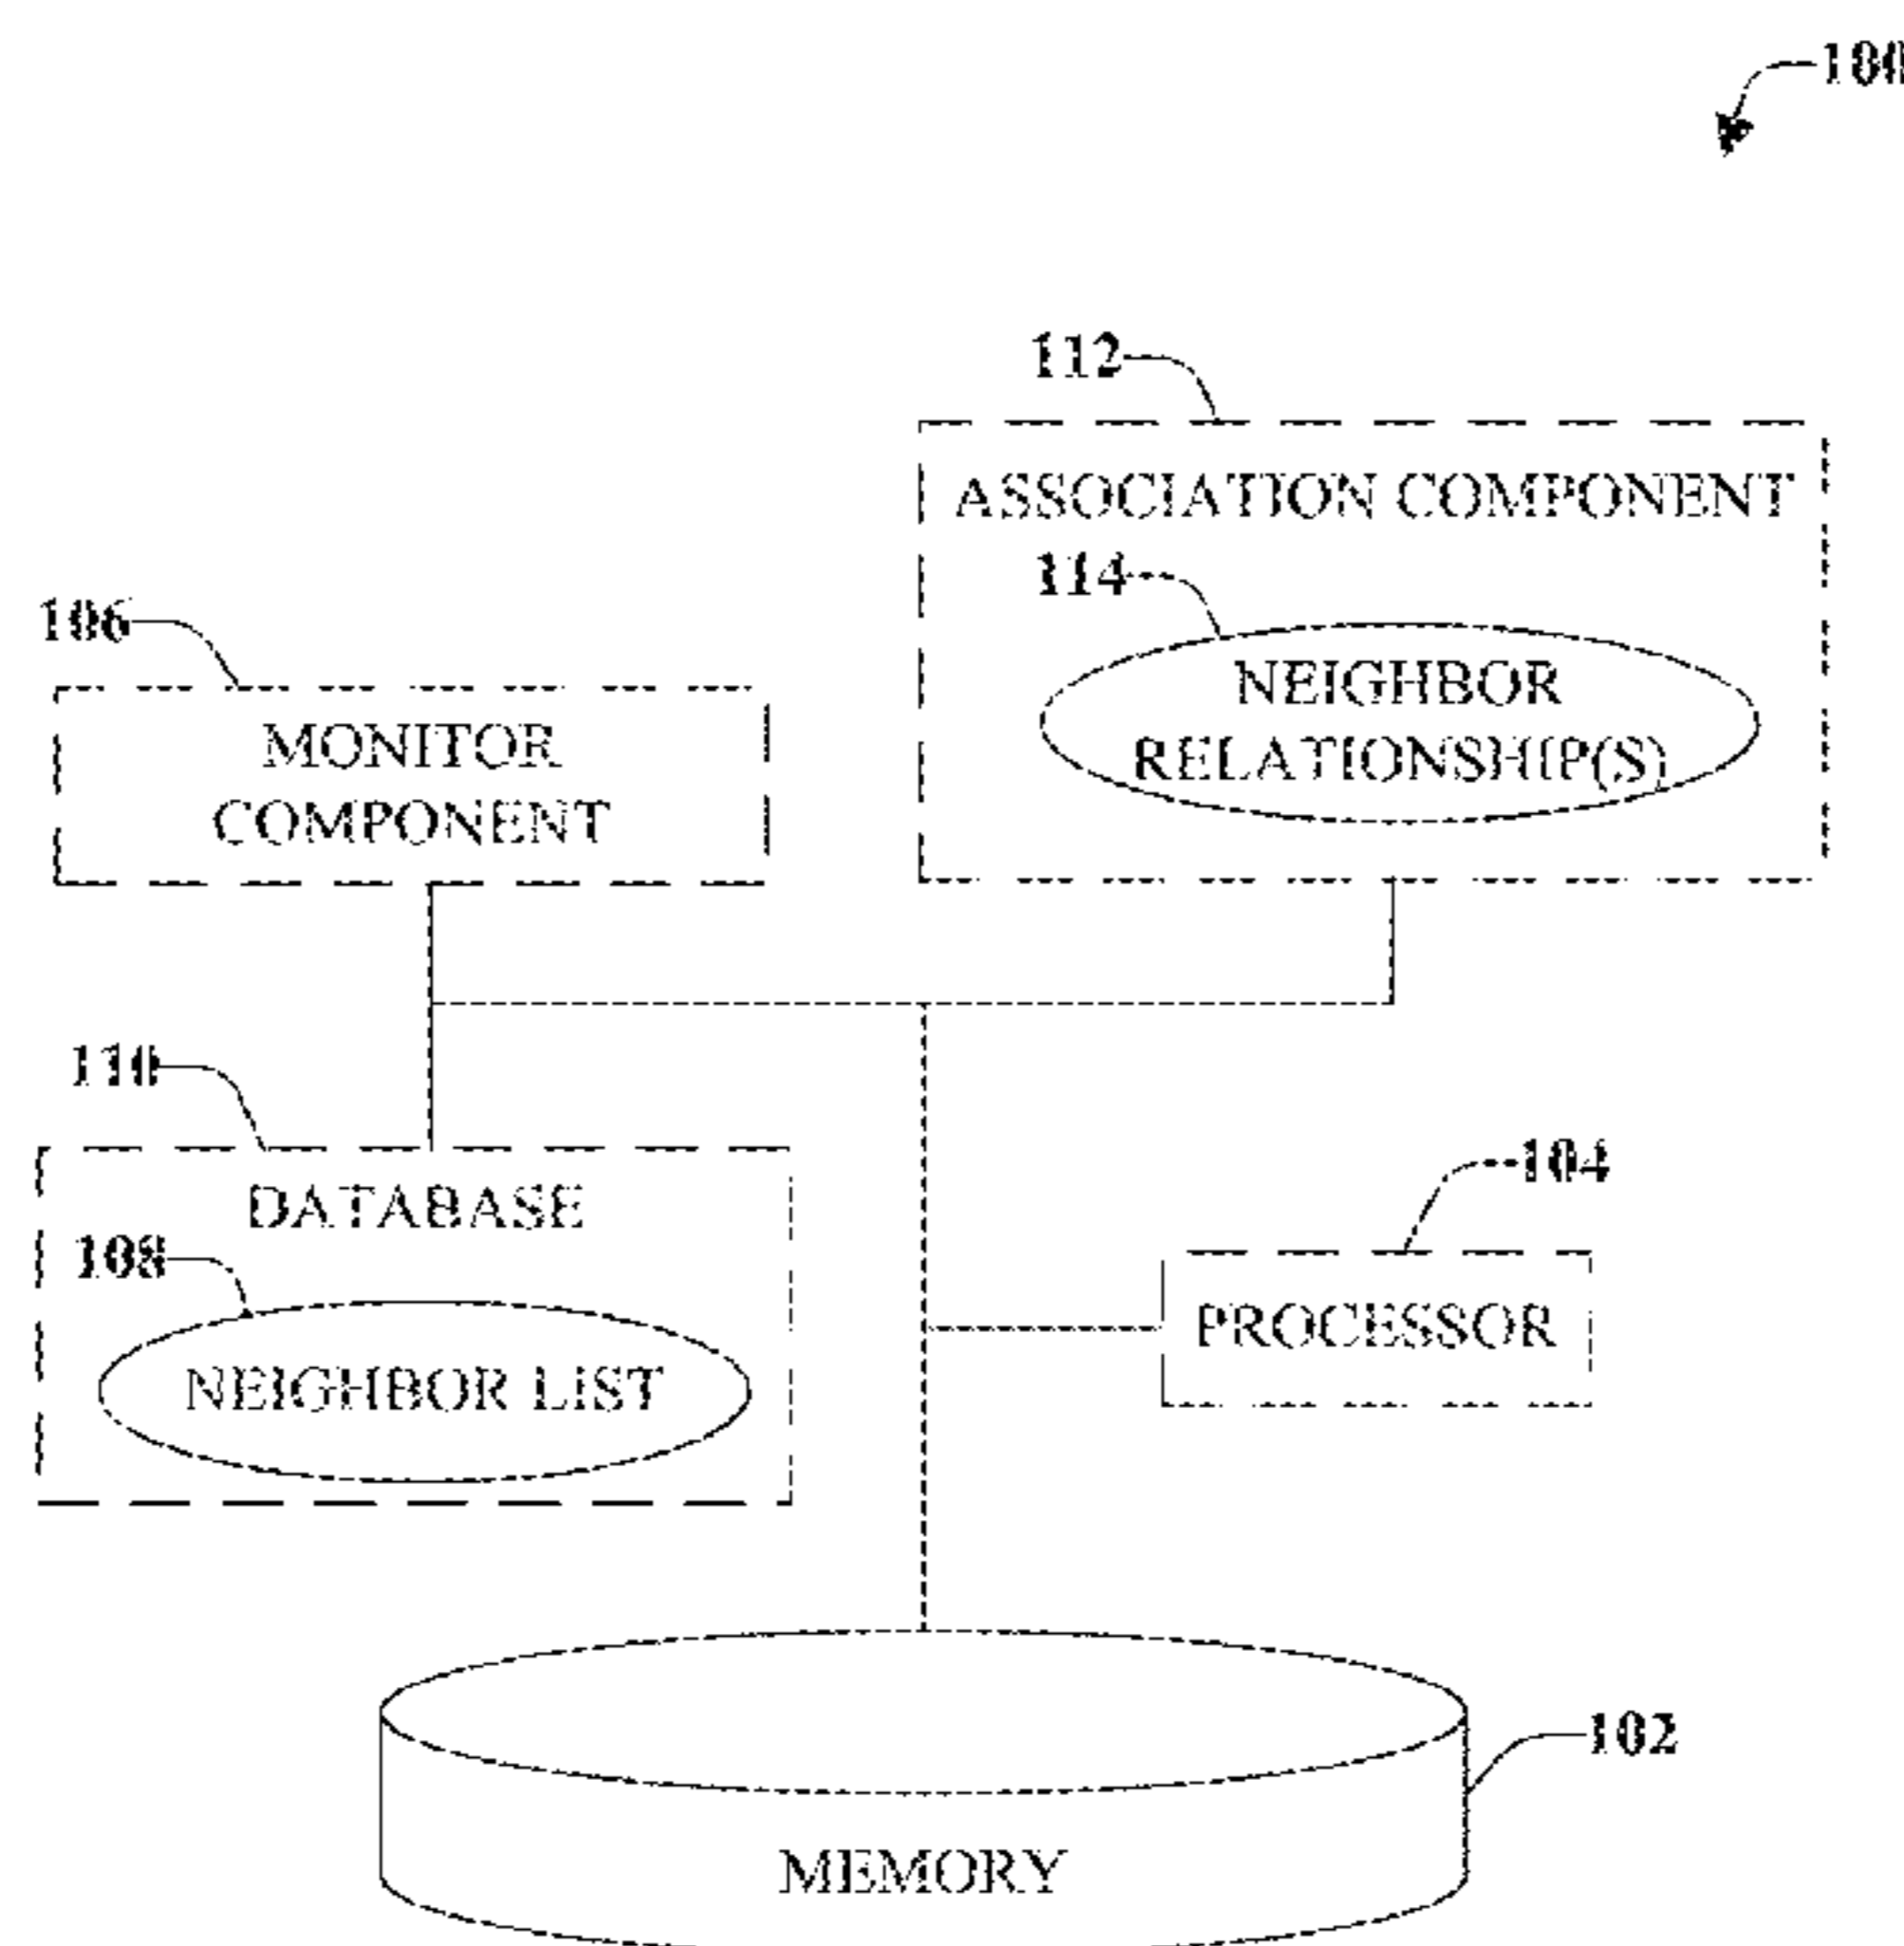 100
112
ASSOCIATION COMPONENT
114
NEIGHBOR
RELATIONSHIP(S)
106
MONITOR
COMPONENT
110
DATABASE
108
NEIGHBOR LIST
104
PROCESSOR
102
MEMORY